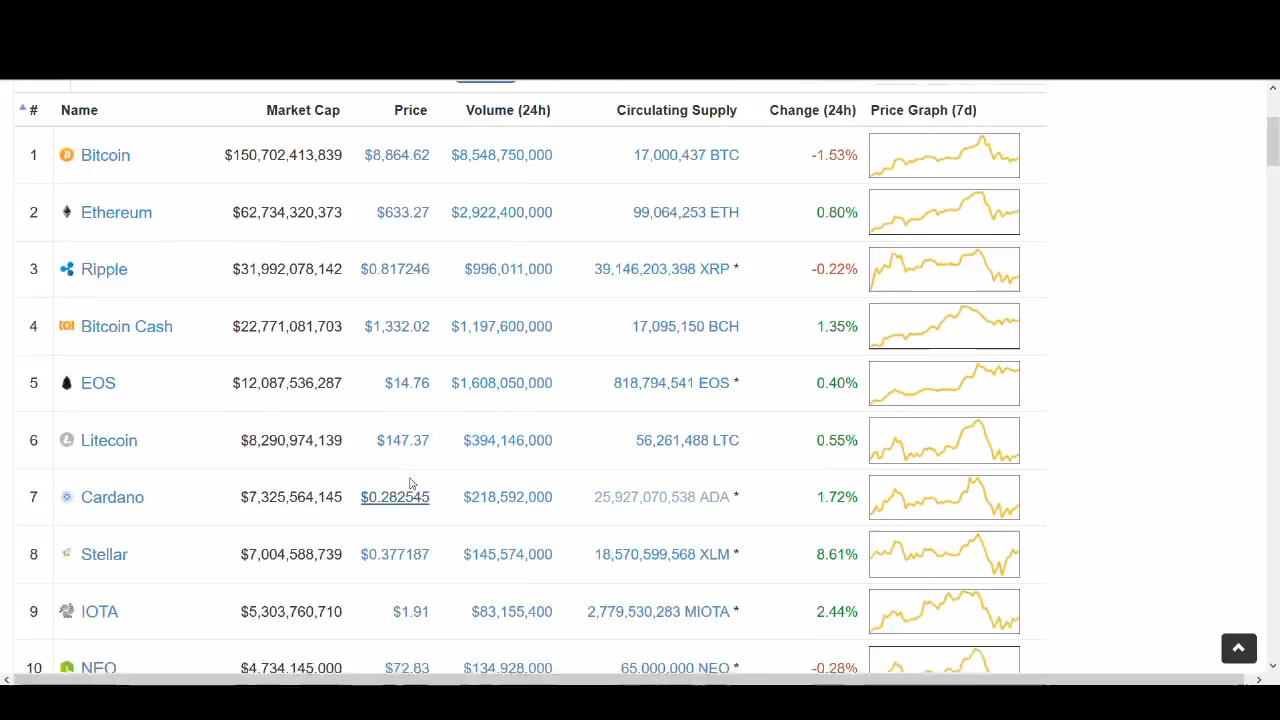 # Name Market Cap Price Volume (24h) Circulating Supply Change (24h) Price Graph (7d)
1 Bitcoin $150,702,413,839 $8,864.62 $8,548,750,000 17,000,437 BTC -1.53%
2 Ethereum $62,734,320,373 $633.27 $2,922,400,000 99,064,253 ETH 0.80%
3 Ripple $31,992,078,142 $0.817246 $996,011,000 39,146,203,398 XRP * -0.22%
4 Bitcoin Cash $22,771,081,703 $1,332.02 $1,197,600,000 17,095,150 BCH 1.35%
5 EOS $12,087,536,287 $14.76 $1,608,050,000 818,794,541 EOS * 0.40%
6 Litecoin $8,290,974,139 $147.37 $394,146,000 56,261,488 LTC 0.55%
7 Cardano $7,325,564,145 $0.282545 $218,592,000 25,927,070,538 ADA * 1.72%
8 Stellar $7,004,588,739 $0.377187 $145,574,000 18,570,599,568 XLM * 8.61%
9 IOTA $5,303,760,710 $1.91 $83,155,400 2,779,530,283 MIOTA * 2.44%
10 NEO $4,734,145,000 $72.83 $134,928,000 65,000,000 NEO * -0.28%